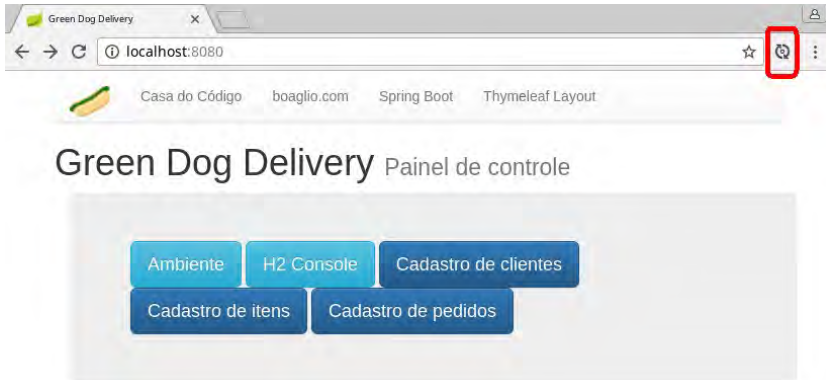 Green Dog Delivery
localhost:8080
Casa do Código boaglio.com Spring Boot Thymeleaf Layout
Green Dog Delivery Painel de controle
Ambiente H2 Console Cadastro de clientes
Cadastro de itens Cadastro de pedidos